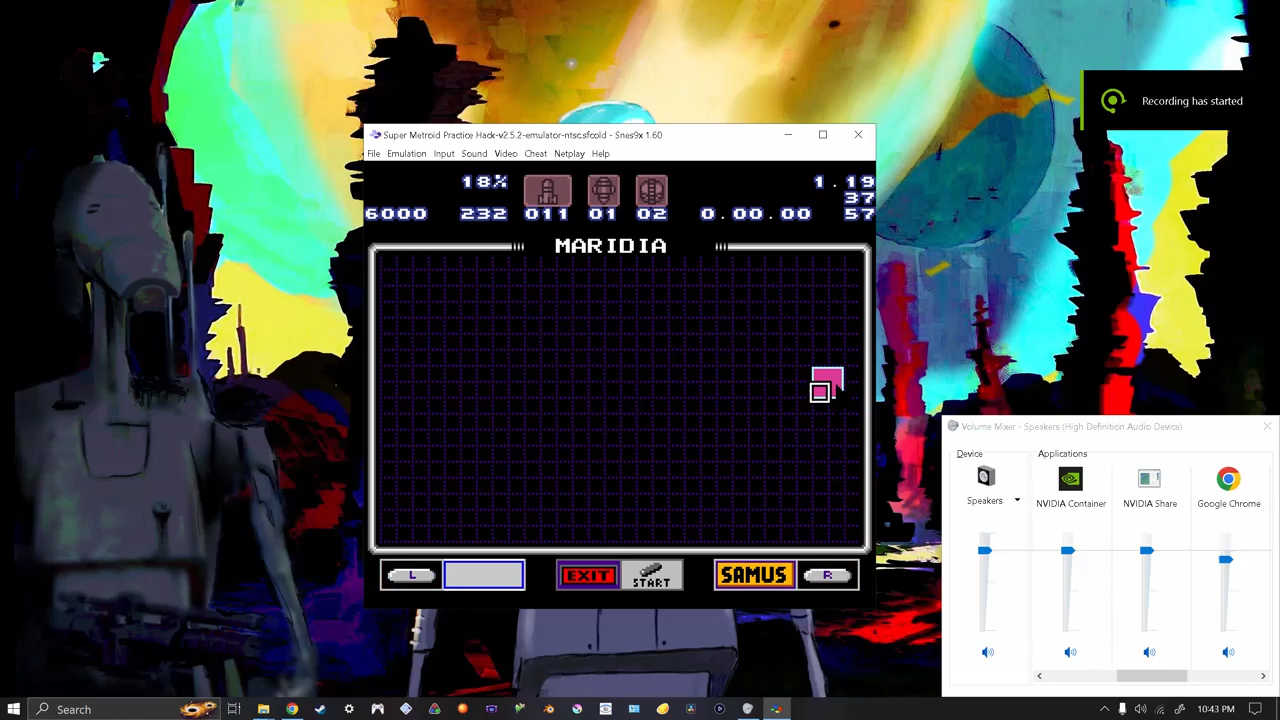 Recording has started
Super Metroid Practice Hack-v2.5.2-emulator-ntsc.sfcold - Snes9x 1.60
File Emulation Input Sound Video Cheat Netplay Help
18% 1.19
37
6000 232 011 01 02 0.00.00 57
MARIDIA
L EXIT START SAMUS R
Volume Mixer - Speakers (High Definition Audio Device)
Device Applications
Speakers NVIDIA Container NVIDIA Share Google Chrome
Search 10:43 PM